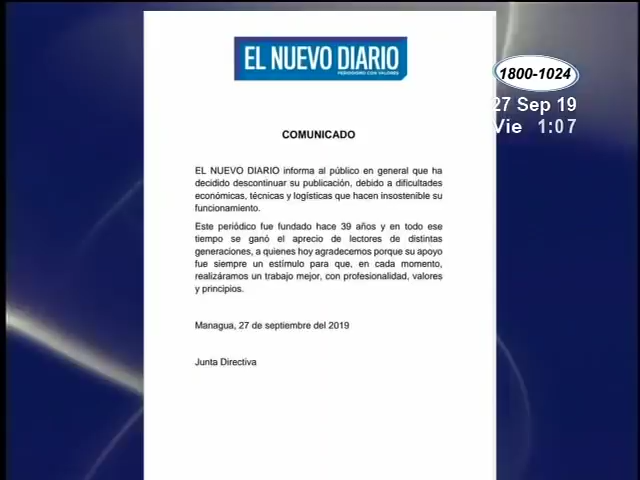 EL NUEVO DIARIO
PERIODISMO CON VALORES
1800-1024
27 Sep 19
Vie 1:07
COMUNICADO
EL NUEVO DIARIO informa al público en general que ha
decidido descontinuar su publicación, debido a dificultades
económicas, técnicas y logísticas que hacen insostenible su
funcionamiento.
Este periódico fue fundado hace 39 años y en todo ese
tiempo se ganó el aprecio de lectores de distintas
generaciones, a quienes hoy agradecemos porque su apoyo
fue siempre un estímulo para que, en cada momento,
realizáramos un trabajo mejor, con profesionalidad, valores
y principios.
Managua, 27 de septiembre del 2019
Junta Directiva